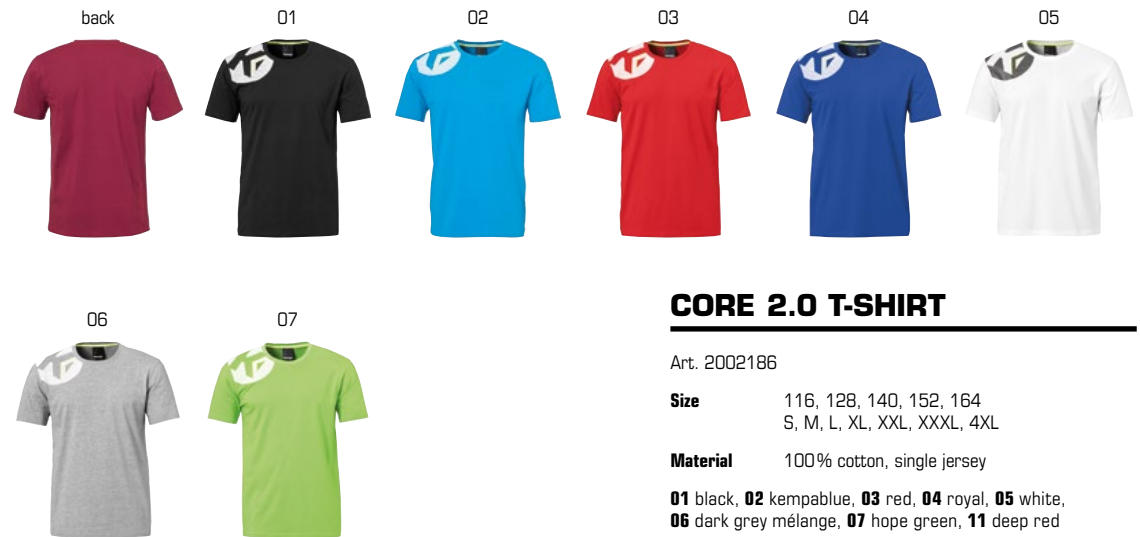 back
01
02
03
04
05
06
07
CORE 2.0 T-SHIRT
Art. 2002186
Size 116, 128, 140, 152, 164
S, M, L, XL, XXL, XXXL, 4XL
Material 100% cotton, single jersey
01 black, 02 kempablue, 03 red, 04 royal, 05 white,
06 dark grey mélange, 07 hope green, 11 deep red